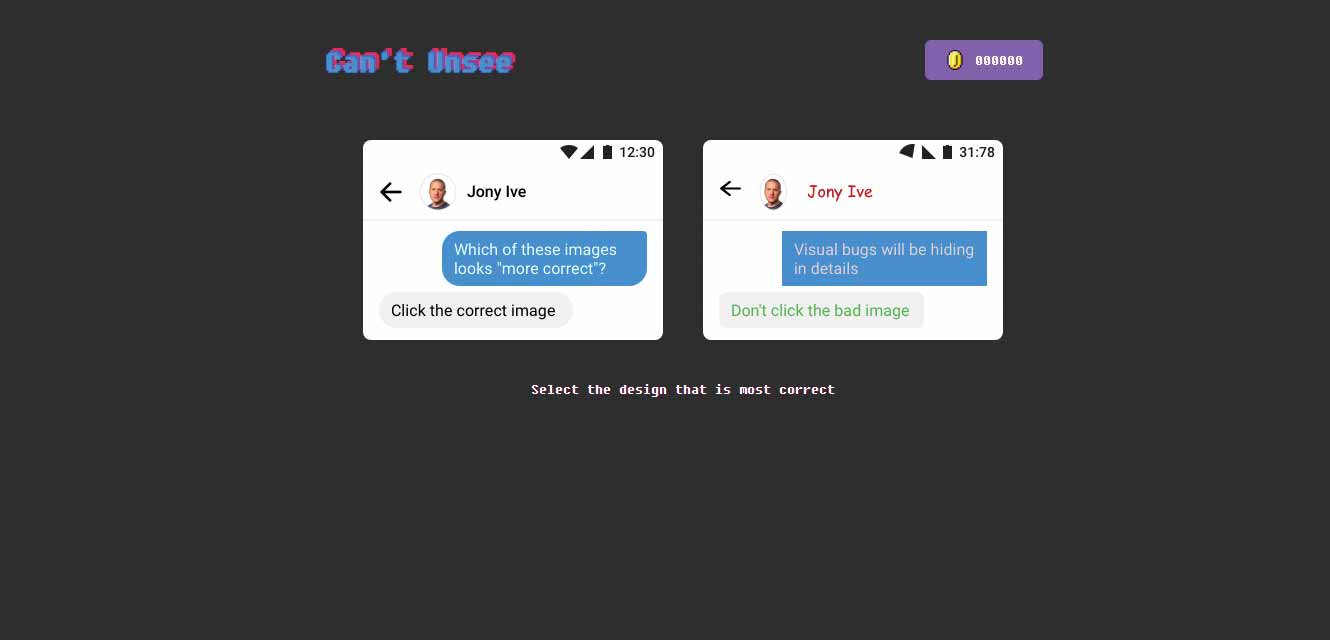 Can't Unsee
J 000000
12:30
Jony Ive
Which of these images
looks "more correct"?
Click the correct image
31:78
Jony Ive
Visual bugs will be hiding
in details
Don't click the bad image
Select the design that is most correct